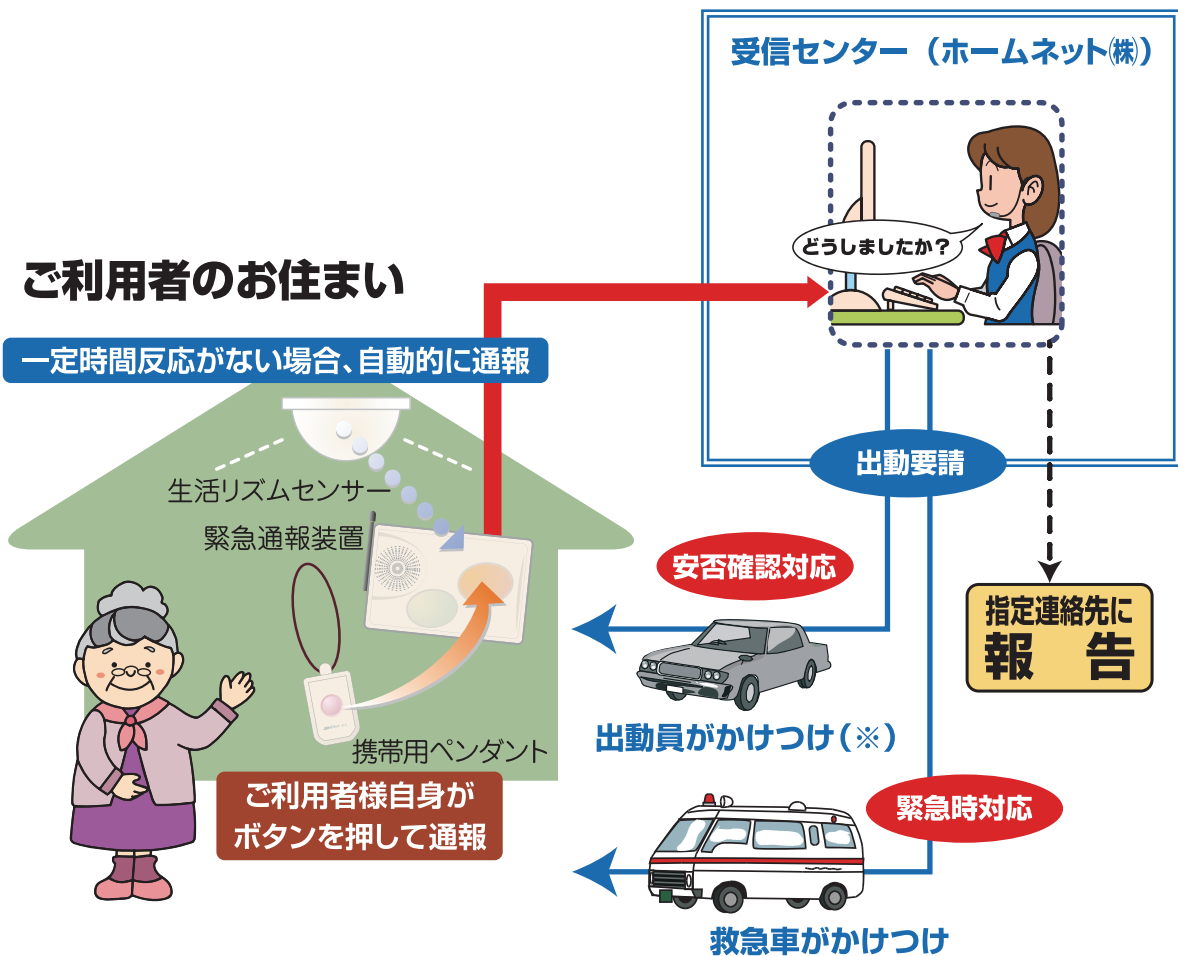 受信センター（ホームネット㈱）
どうしましたか？
ご利用者のお住まい
一定時間反応がない場合、自動的に通報
生活リズムセンサー
緊急通報装置
携帯用ペンダント
ご利用者様自身が
ボタンを押して通報
出動要請
安否確認対応
出動員がかけつけ（※）
指定連絡先に
報　告
緊急時対応
救急車がかけつけ